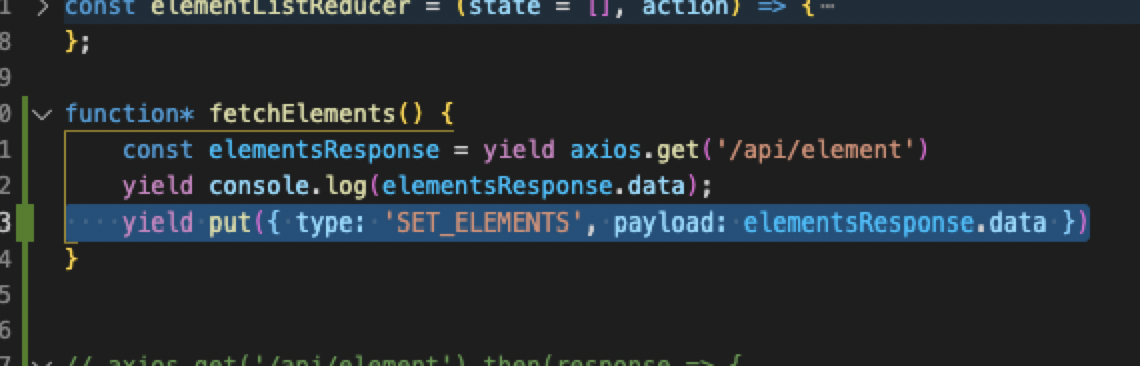 1 const elementListReducer = (state = [], action) => {
8 };
9
0 function* fetchElements() {
1 const elementsResponse = yield axios.get('/api/element')
2 yield console.log(elementsResponse.data);
3 yield put({ type: 'SET_ELEMENTS', payload: elementsResponse.data })
4 }
5
6
7 // axios.get('/api/element').then(response => {